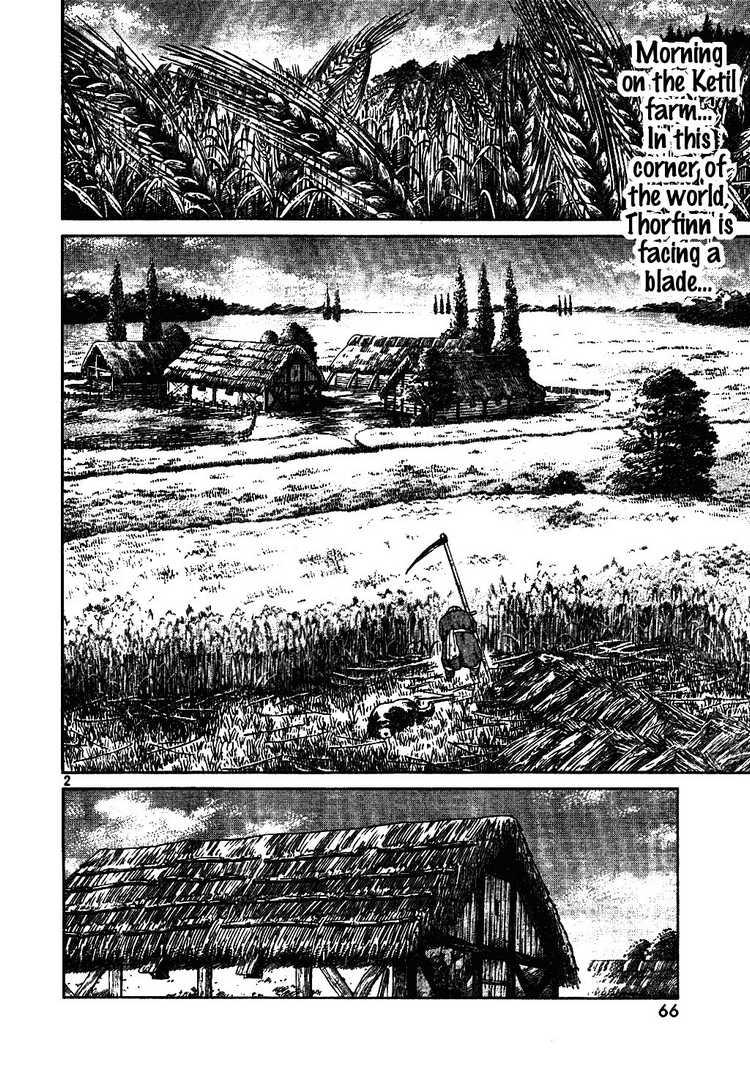 Morning
on the Ketil
farm...
In this
corner of
the world,
Thorfinn is
facing a
blade...
2
66